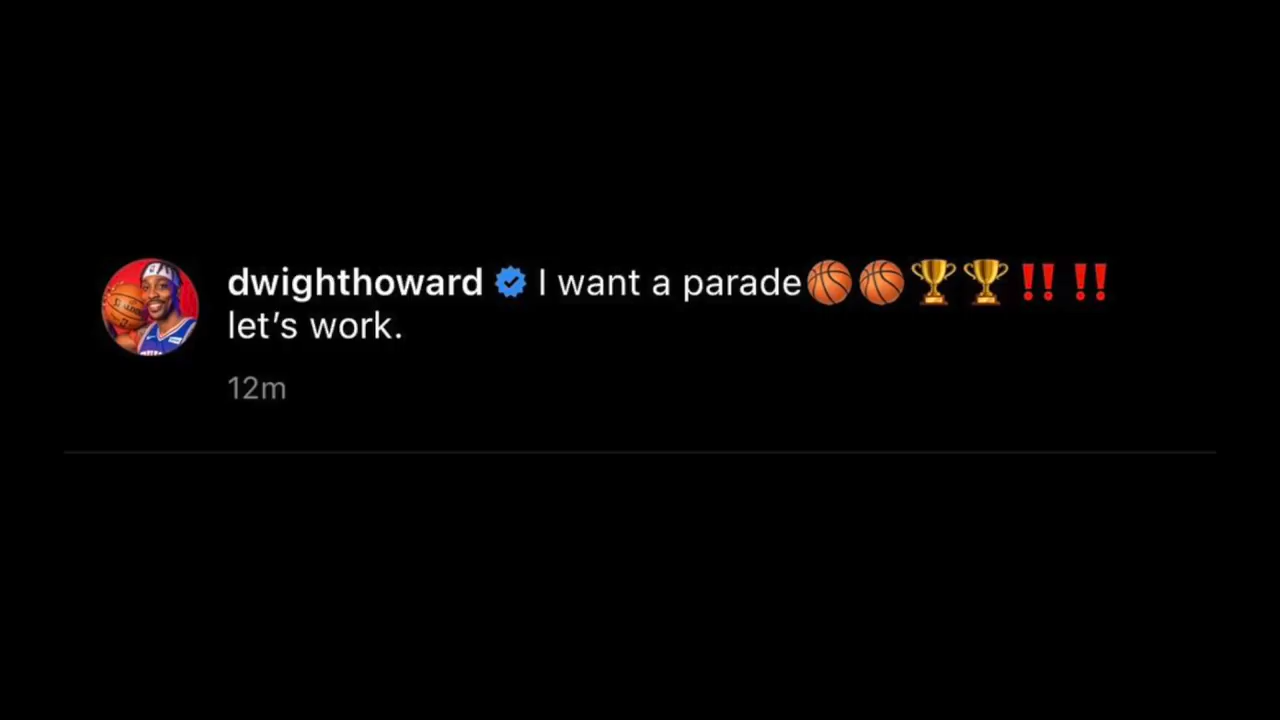 dwighthoward I want a parade🏀🏀🏆🏆‼️‼️
let’s work.
12m